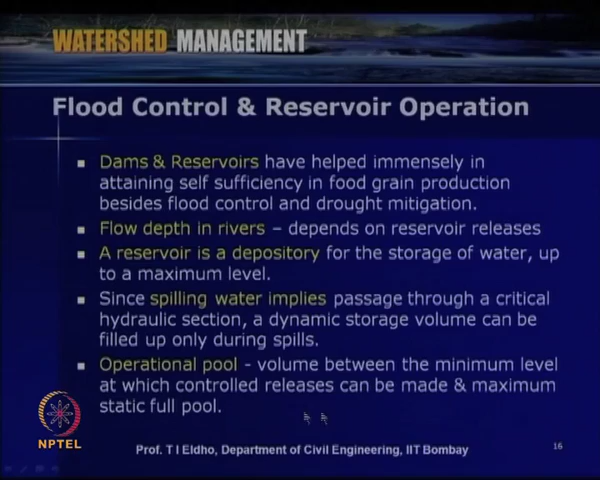 WATERSHED MANAGEMENT
Flood Control & Reservoir Operation
Dams & Reservoirs have helped immensely in
attaining self sufficiency in food grain production
besides flood control and drought mitigation.
Flow depth in rivers – depends on reservoir releases
A reservoir is a depository for the storage of water, up
to a maximum level.
Since spilling water implies passage through a critical
hydraulic section, a dynamic storage volume can be
filled up only during spills.
Operational pool - volume between the minimum level
at which controlled releases can be made & maximum
static full pool.
NPTEL
Prof. T I Eldho, Department of Civil Engineering, IIT Bombay
16